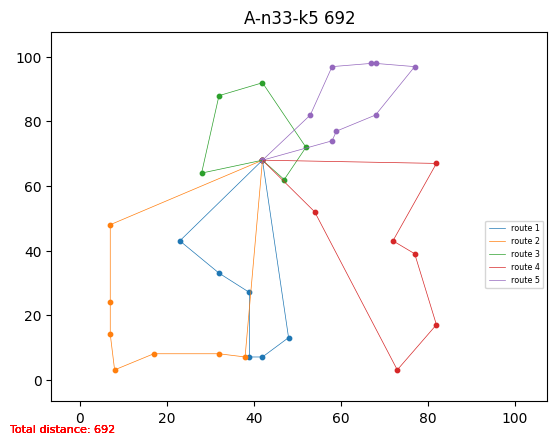 A-n33-k5 692
100
80
60
40
20
0
route 1
route 2
route 3
route 4
route 5
0 20 40 60 80 100
Total distance: 692